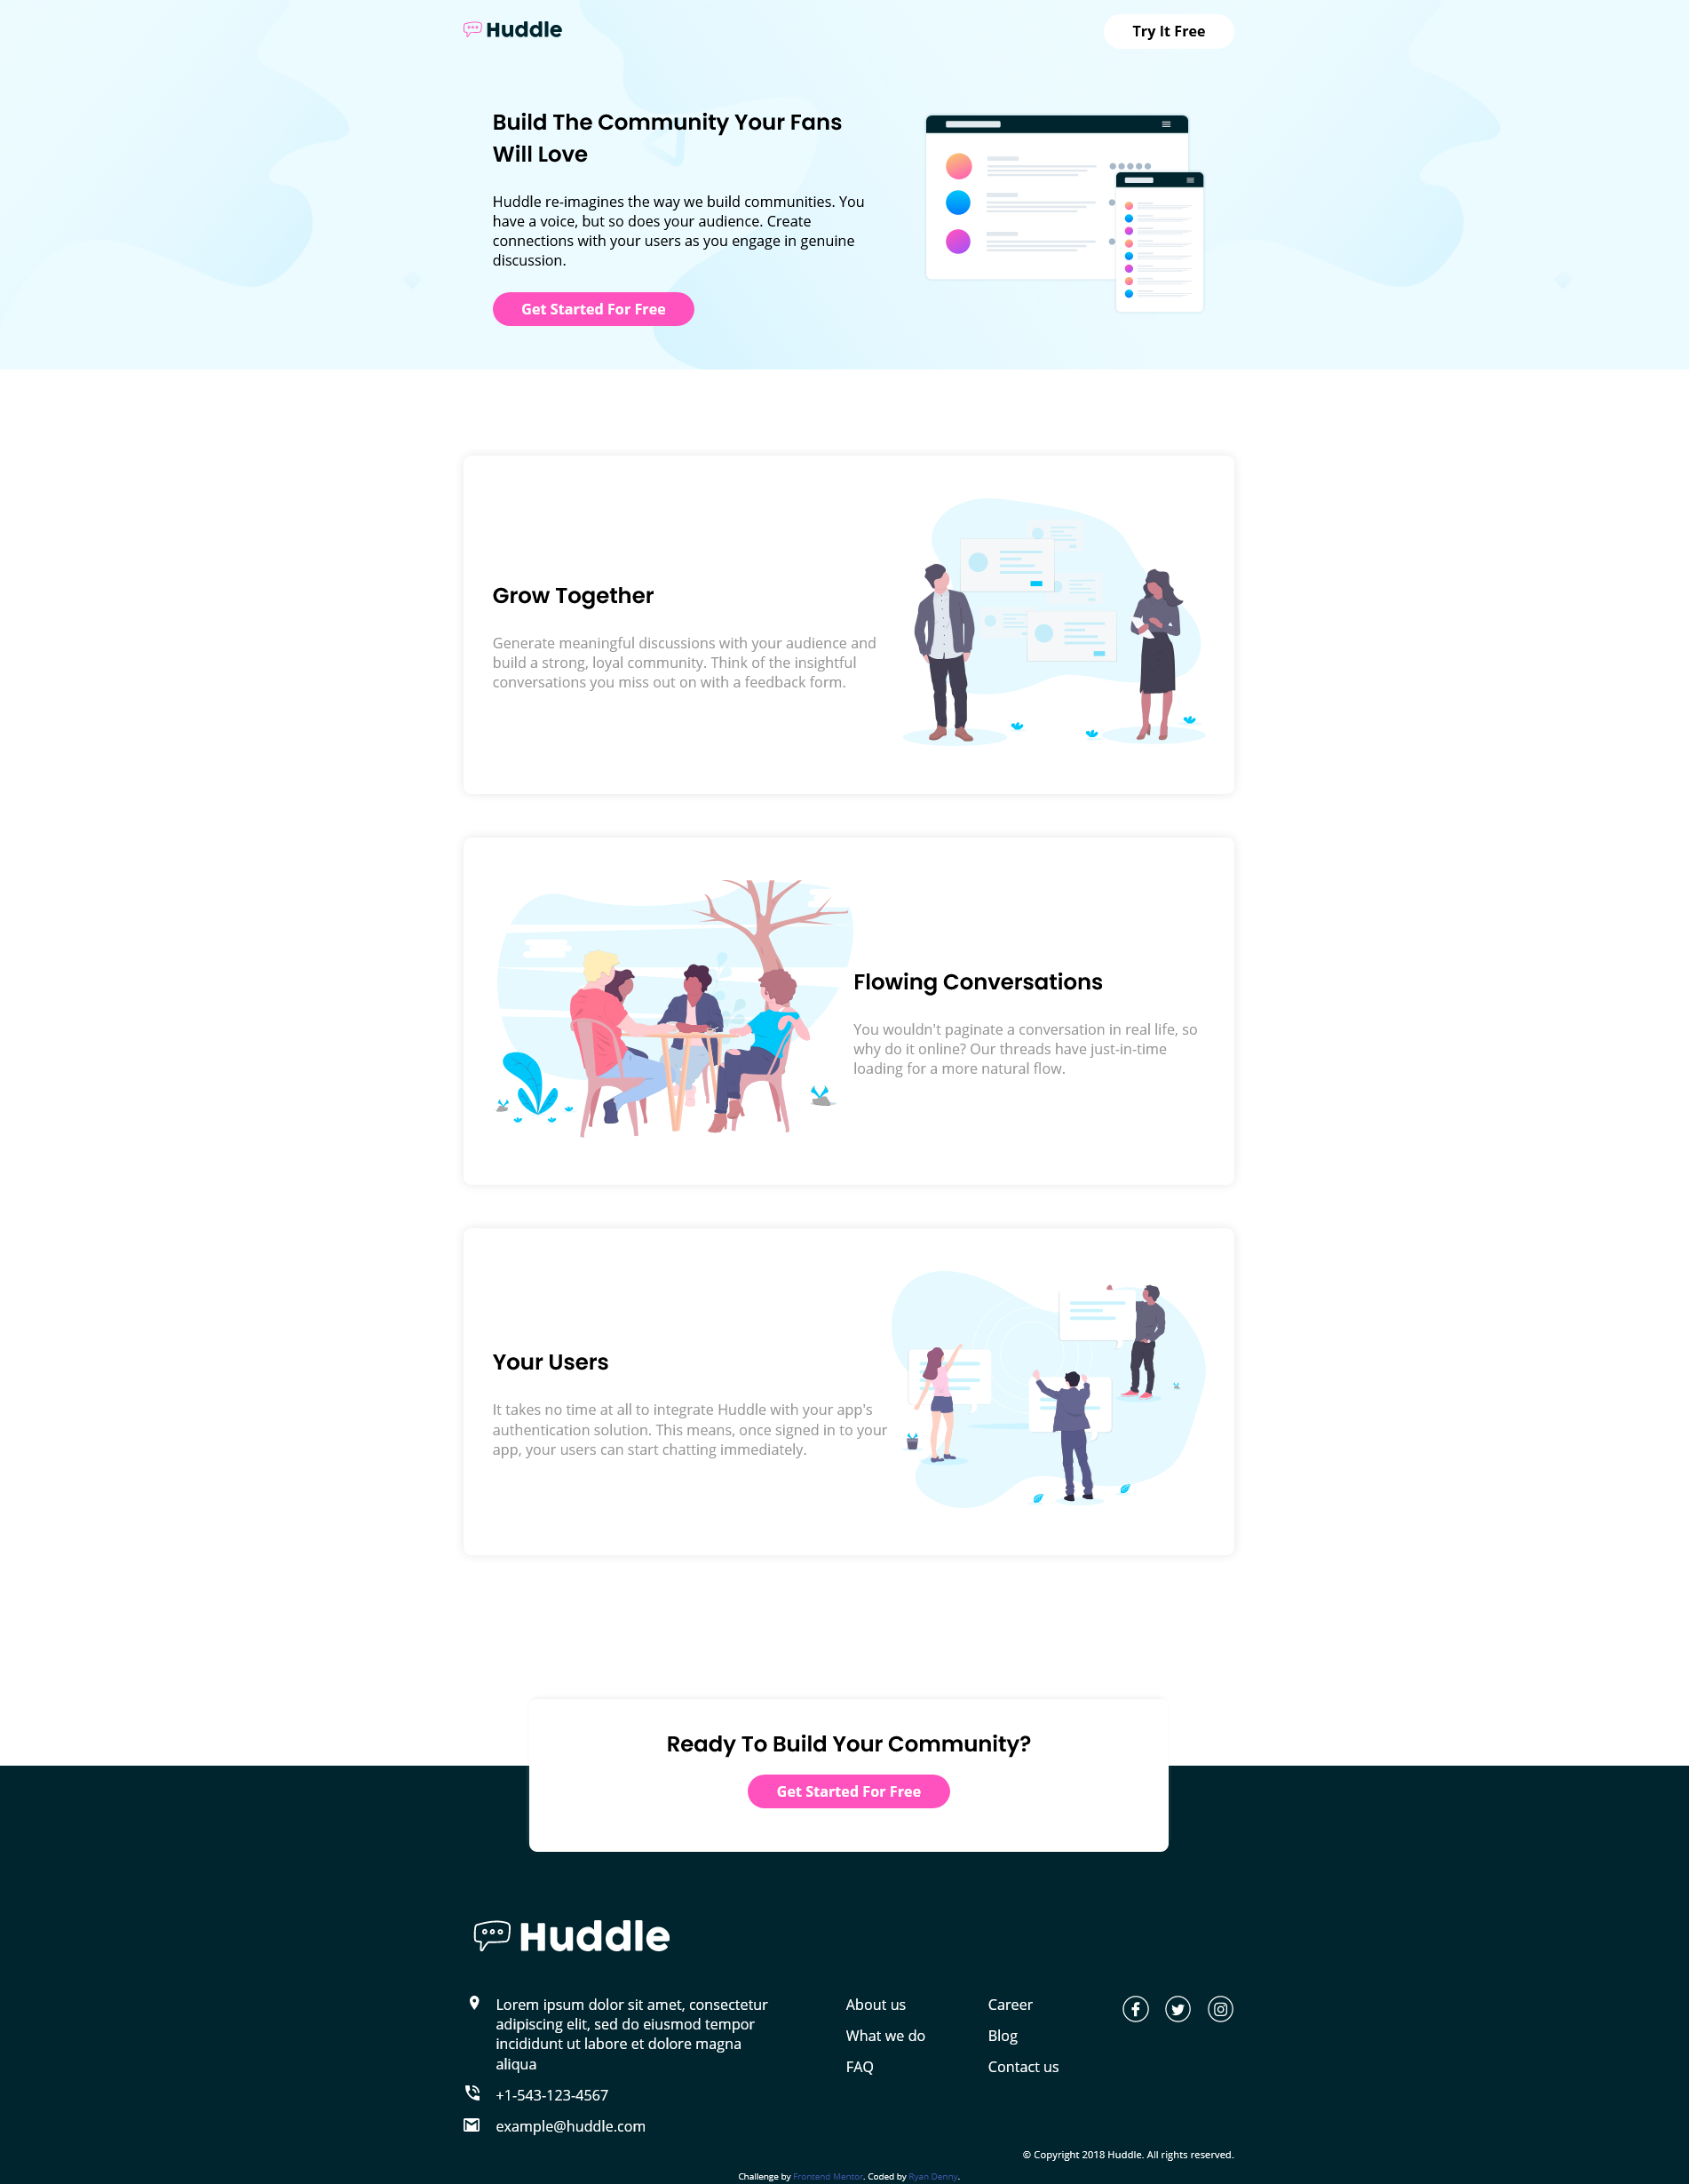 Huddle
Try It Free
Build The Community Your Fans
Will Love
Huddle re-imagines the way we build communities. You
have a voice, but so does your audience. Create
connections with your users as you engage in genuine
discussion.
Get Started For Free
Grow Together
Generate meaningful discussions with your audience and
build a strong, loyal community. Think of the insightful
conversations you miss out on with a feedback form.
Flowing Conversations
You wouldn't paginate a conversation in real life, so
why do it online? Our threads have just-in-time
loading for a more natural flow.
Your Users
It takes no time at all to integrate Huddle with your app's
authentication solution. This means, once signed in to your
app, your users can start chatting immediately.
Ready To Build Your Community?
Get Started For Free
Huddle
Lorem ipsum dolor sit amet, consectetur
adipiscing elit, sed do eiusmod tempor
incididunt ut labore et dolore magna
aliqua
+1-543-123-4567
example@huddle.com
About us
What we do
FAQ
Career
Blog
Contact us
© Copyright 2018 Huddle. All rights reserved.
Challenge by Frontend Mentor. Coded by Ryan Denny.